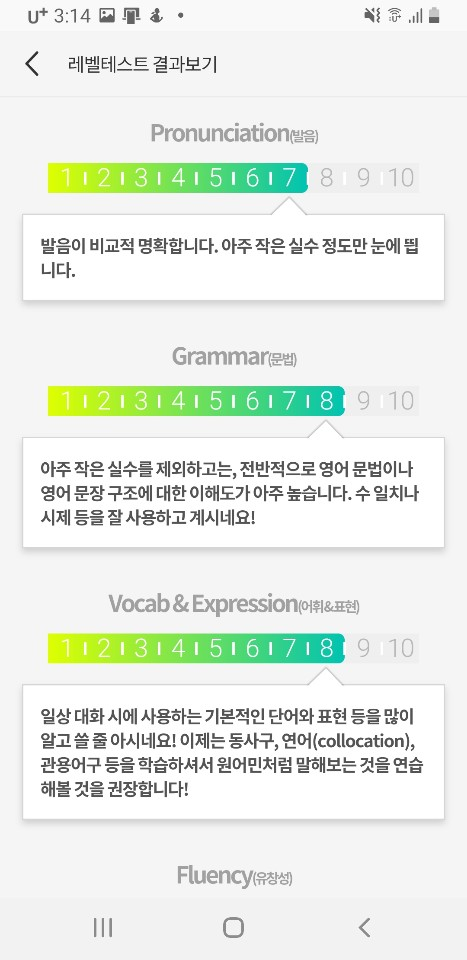 U+ 3:14
레벨테스트 결과보기
Pronunciation(발음)
1 2 3 4 5 6 7 8 9 10
발음이 비교적 명확합니다. 아주 작은 실수 정도만 눈에 띕
니다.
Grammar(문법)
1 2 3 4 5 6 7 8 9 10
아주 작은 실수를 제외하고는, 전반적으로 영어 문법이나
영어 문장 구조에 대한 이해도가 아주 높습니다. 수 일치나
시제 등을 잘 사용하고 계시네요!
Vocab & Expression(어휘&표현)
1 2 3 4 5 6 7 8 9 10
일상 대화 시에 사용하는 기본적인 단어와 표현 등을 많이
알고 쓸 줄 아시네요! 이제는 동사구, 연어(collocation),
관용어구 등을 학습하셔서 원어민처럼 말해보는 것을 연습
해볼 것을 권장합니다!
Fluency(유창성)